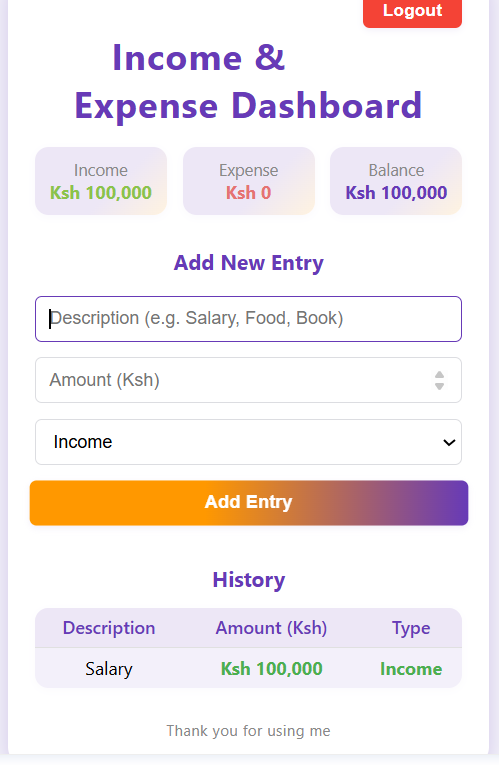 Logout
Income &
Expense Dashboard
Income Expense Balance
Ksh 100,000 Ksh 0 Ksh 100,000
Add New Entry
Description (e.g. Salary, Food, Book)
Amount (Ksh)
Income
Add Entry
History
Description Amount (Ksh) Type
Salary Ksh 100,000 Income
Thank you for using me